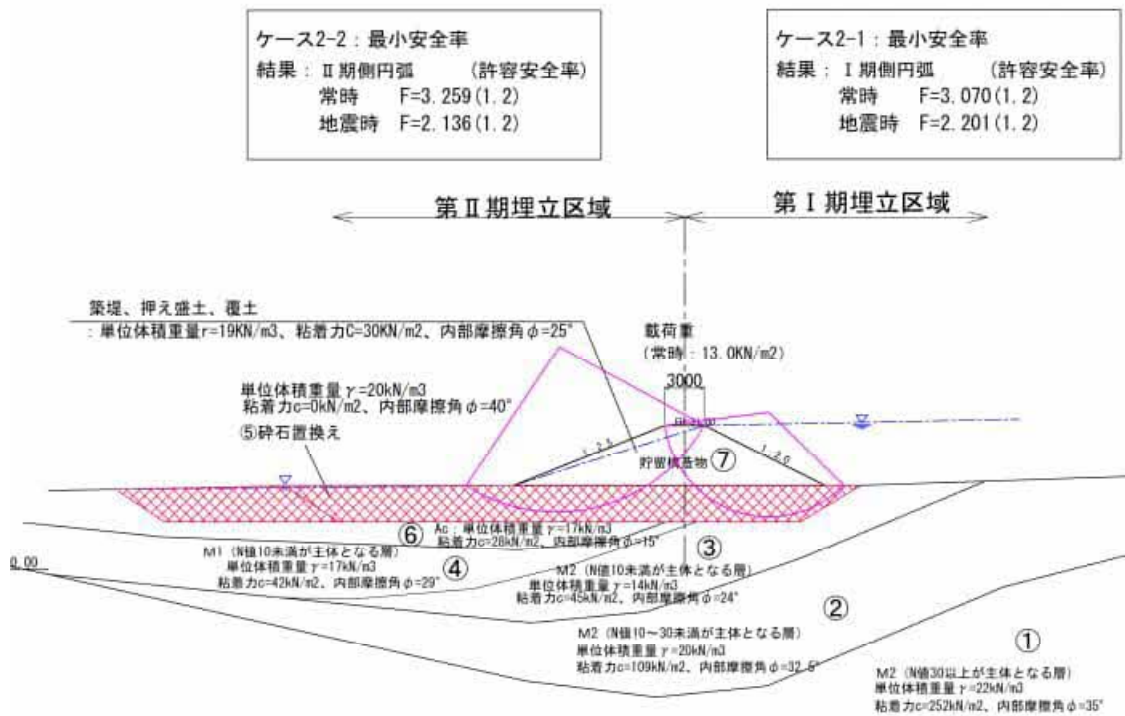 ケース2-2：最小安全率
結果：Ⅱ期側円弧 (許容安全率)
常時 F=3.259(1.2)
地震時 F=2.136(1.2)
ケース2-1：最小安全率
結果：Ⅰ期側円弧 (許容安全率)
常時 F=3.070(1.2)
地震時 F=2.201(1.2)
第Ⅱ期埋立区域
第Ⅰ期埋立区域
築堤、押え盛土、覆土
：単位体積重量r=19KN/m3、粘着力C=30KN/m2、内部摩擦角φ=25°
載荷重
(常時：13.0KN/m2)
3000
単位体積重量γ=20kN/m3
粘着力c=0kN/m2、内部摩擦角φ=40°
⑤砕石置換え
1:2.0
貯留構造物⑦
⑥ Ac：単位体積重量γ=17kN/m3
粘着力c=28kN/m2、内部摩擦角φ=15°
③
M1 (N値10未満が主体となる層)
単位体積重量γ=17kN/m3
④
粘着力c=42kN/m2、内部摩擦角φ=29°
M2 (N値10未満が主体となる層)
単位体積重量γ=14kN/m3
粘着力c=45kN/m2、内部摩擦角φ=24°
②
M2 (N値10～30未満が主体となる層)
単位体積重量γ=20kN/m3
粘着力c=109kN/m2、内部摩擦角φ=32.5°
①
M2 (N値30以上が主体となる層)
単位体積重量γ=22kN/m3
粘着力c=252kN/m2、内部摩擦角φ=35°